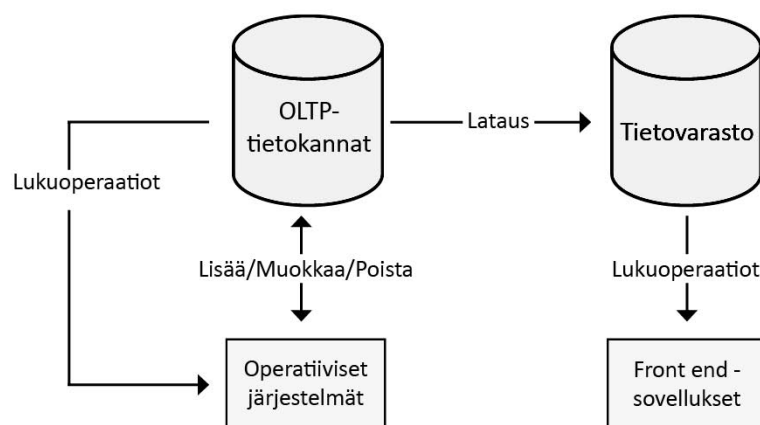 OLTP-
tietokannat
Lataus
Tietovarasto
Lukuoperaatiot
Lisää/Muokkaa/Poista
Lukuoperaatiot
Operatiiviset
järjestelmät
Front end -
sovellukset